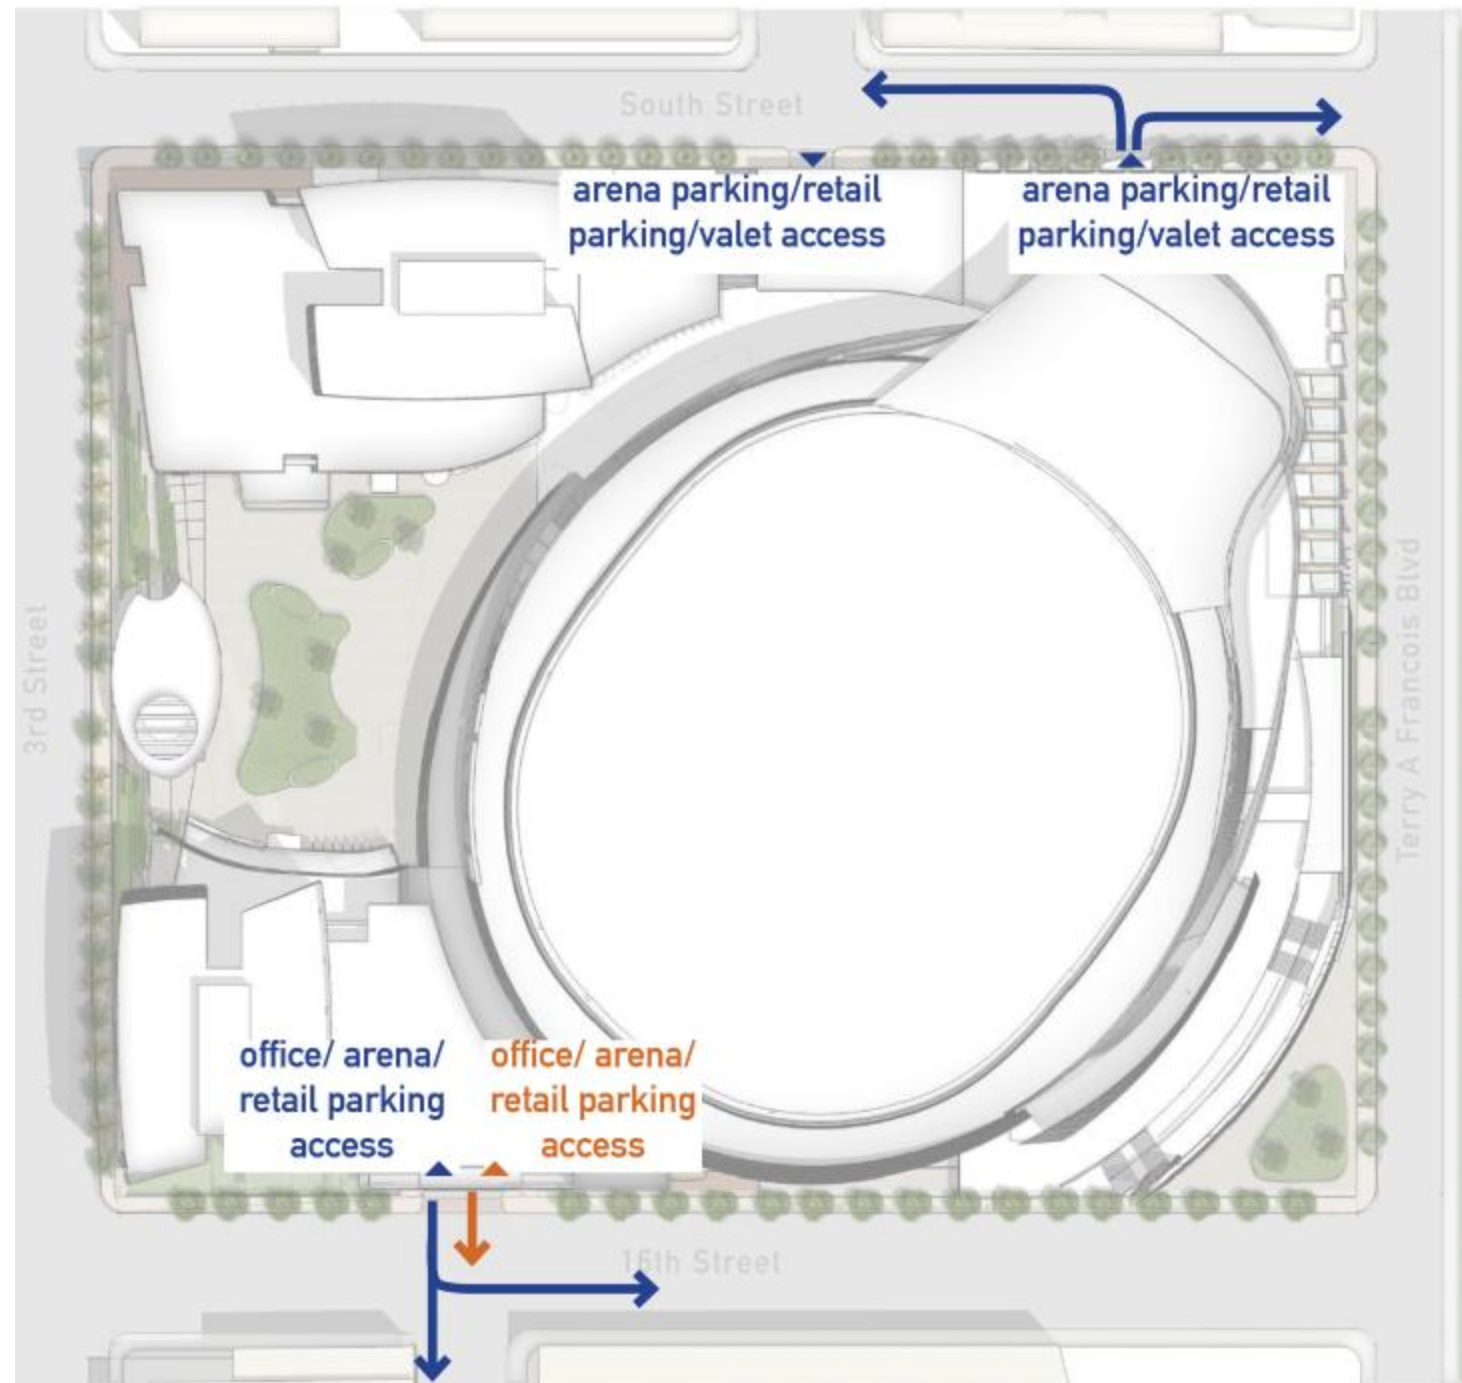 South Street
arena parking/retail
parking/valet access
arena parking/retail
parking/valet access
3rd Street
Terry A Francois Blvd
office/ arena/
retail parking
access
office/ arena/
retail parking
access
16th Street